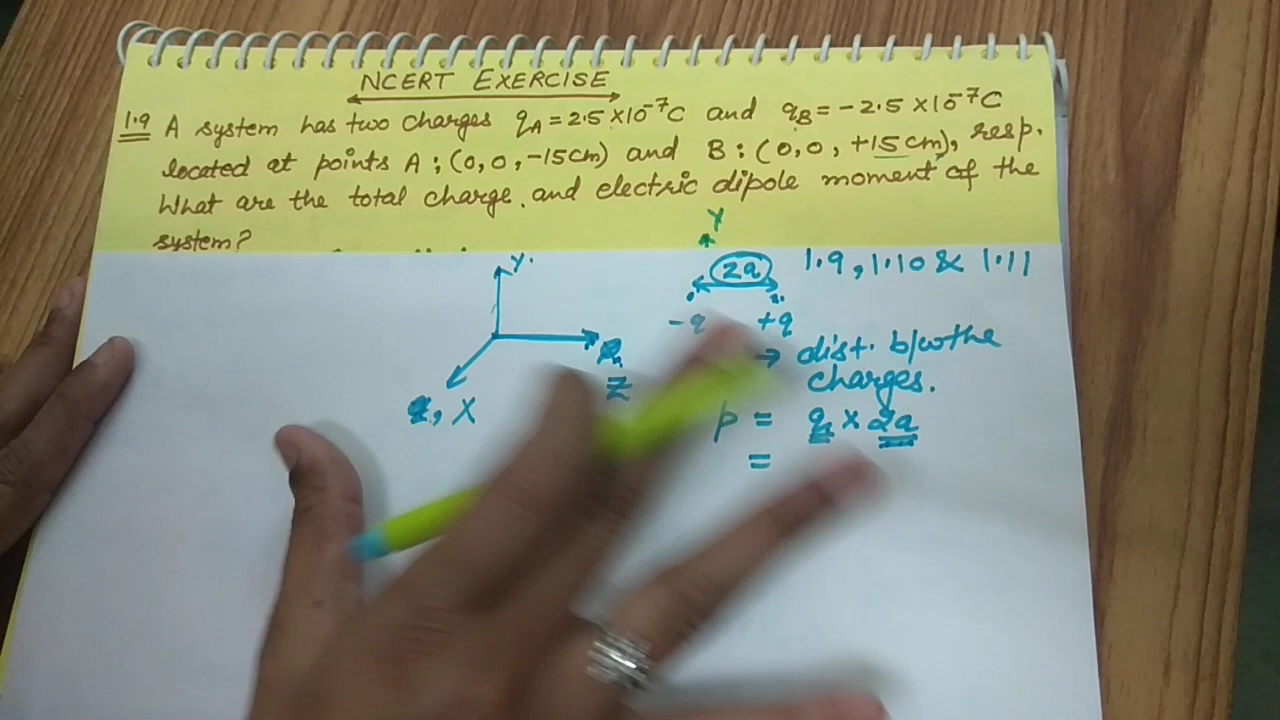 NCERT EXERCISE
1.9 A system has two charges qA = 2.5 × 10⁻⁷C and qB = -2.5 × 10⁻⁷C
located at points A : (0, 0, -15cm) and B : (0, 0, +15cm), resp.
What are the total charge and electric dipole moment of the
system?
Y
y.
2a
1.9, 1.10 & 1.11
-q +q
→ dist. b/w the
charges.
Z
, X
p = q × 2a
=